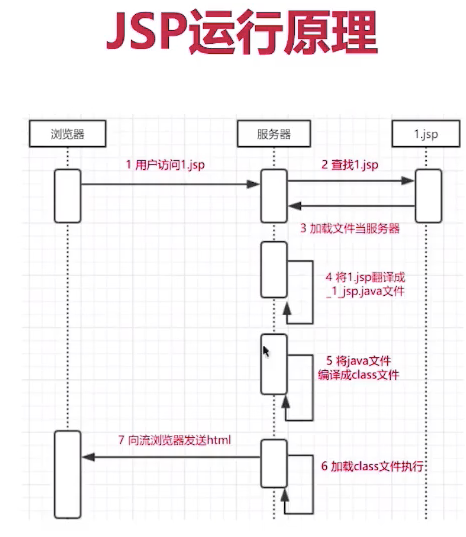 JSP运行原理
浏览器
服务器
1.jsp
1 用户访问1.jsp
2 查找1.jsp
3 加载文件当服务器
4 将1.jsp翻译成
_1_jsp.java文件
5 将java文件
编译成class文件
7 向流浏览器发送html
6 加载class文件执行